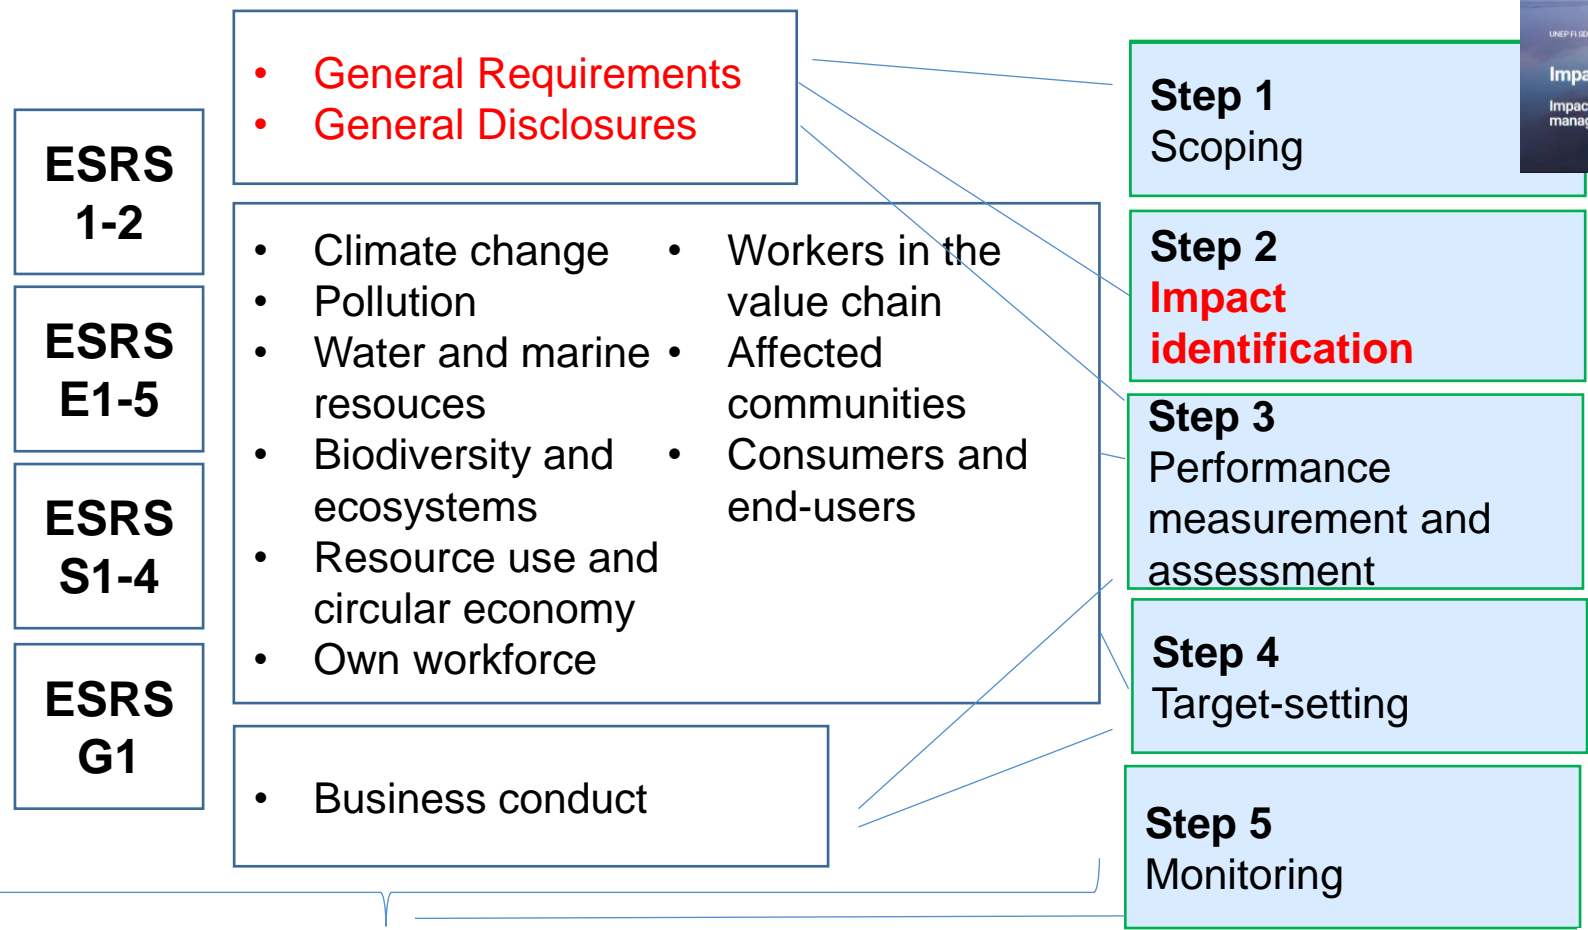 ESRS
1-2
ESRS
E1-5
ESRS
S1-4
ESRS
G1
• General Requirements
• General Disclosures
• Climate change
• Pollution
• Water and marine
resouces
• Biodiversity and
ecosystems
• Resource use and
circular economy
• Own workforce
• Workers in the
value chain
• Affected
communities
• Consumers and
end-users
• Business conduct
Step 1
Scoping
Step 2
Impact
identification
Step 3
Performance
measurement and
assessment
Step 4
Target-setting
Step 5
Monitoring
UNEP FI